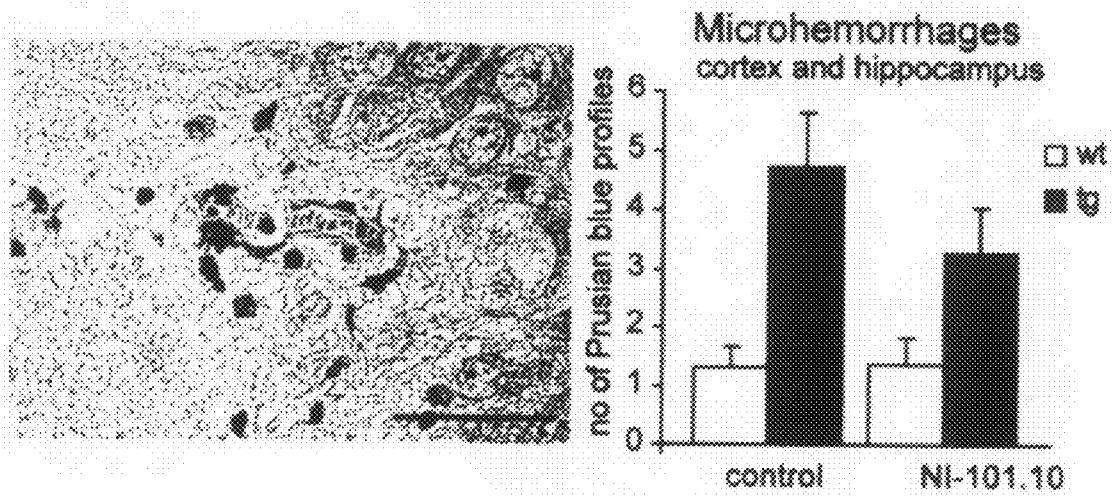 Microhemorrhages
cortex and hippocampus
no of Prusian blue profiles
6
5
4
3
2
1
0
wt
tg
control
NI-101.10